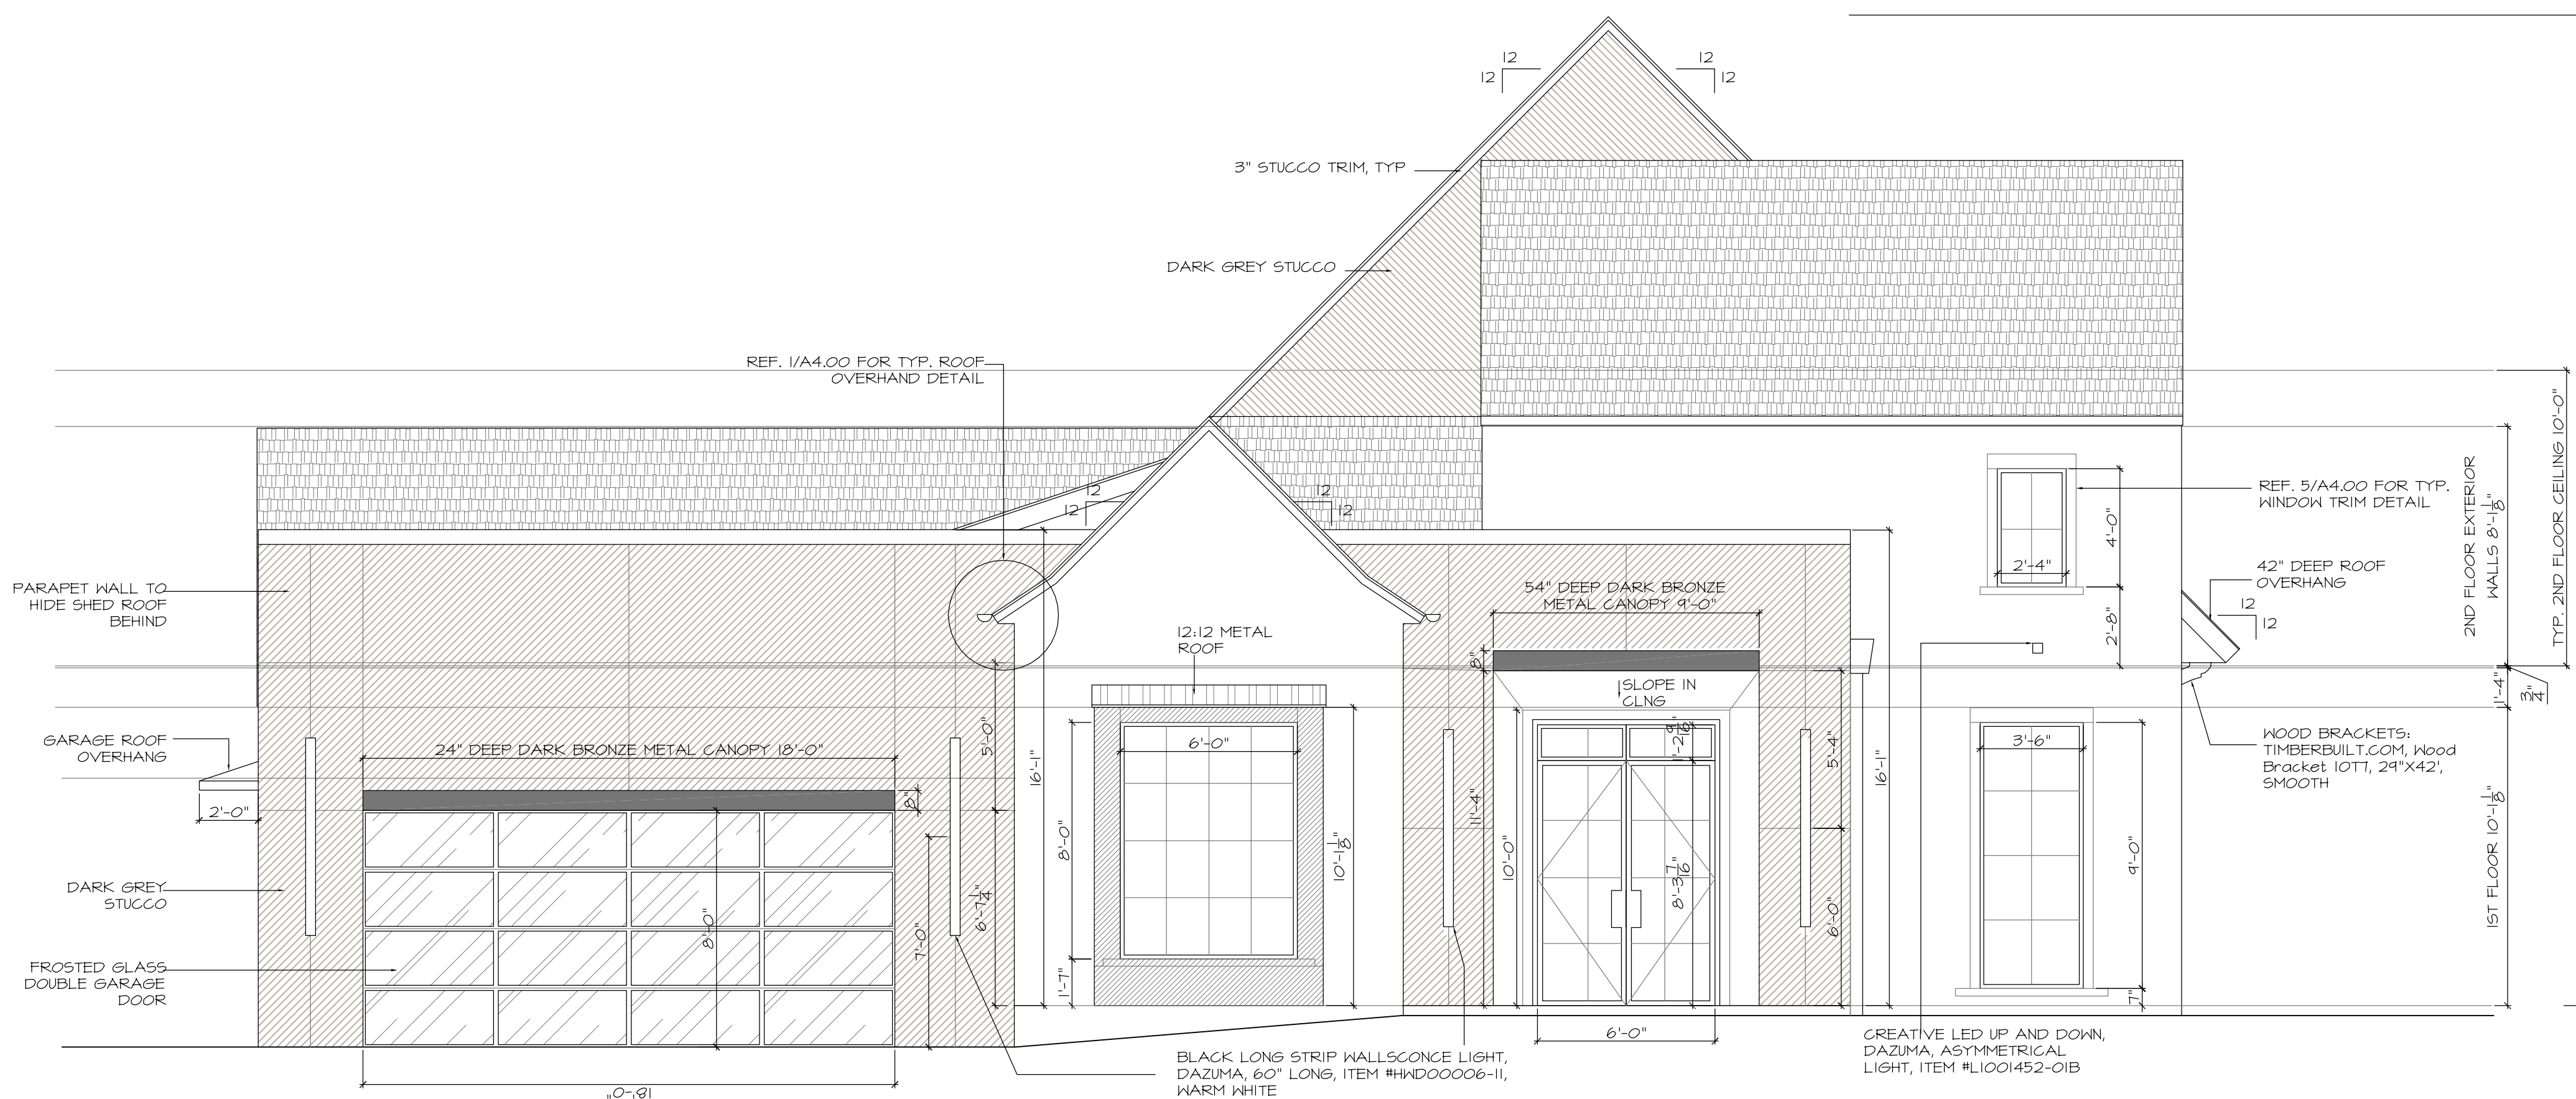 12
12
12
12
3" STUCCO TRIM, TYP
DARK GREY STUCCO
REF. 1/A4.00 FOR TYP. ROOF
OVERHAND DETAIL
12
12
12
12
PARAPET WALL TO
HIDE SHED ROOF
BEHIND
GARAGE ROOF
OVERHANG
2'-0"
DARK GREY
STUCCO
FROSTED GLASS
DOUBLE GARAGE
DOOR
24" DEEP DARK BRONZE METAL CANOPY 18'-0"
8"
8'-0"
7'-0"
18'-0"
5'-0"
6'-7 1/4"
16'-1"
12:12 METAL
ROOF
6'-0"
8'-0"
1'-7"
10'-1 1/8"
54" DEEP DARK BRONZE
METAL CANOPY 9'-0"
8"
SLOPE IN
CLNG
11'-4"
10'-0"
1'-2 9/16"
8'-3 7/16"
5'-4"
6'-0"
16'-1"
6'-0"
BLACK LONG STRIP WALLSCONCE LIGHT,
DAZUMA, 60" LONG, ITEM #HWD00006-11,
WARM WHITE
CREATIVE LED UP AND DOWN,
DAZUMA, ASYMMETRICAL
LIGHT, ITEM #L1001452-01B
2'-4"
4'-0"
2'-8"
3'-6"
9'-0"
7"
REF. 5/A4.00 FOR TYP.
WINDOW TRIM DETAIL
42" DEEP ROOF
OVERHANG
12
12
WOOD BRACKETS:
TIMBERBUILT.COM, Wood
Bracket 10T7, 29"X42',
SMOOTH
2ND FLOOR EXTERIOR
WALLS 8'-1 1/8"
TYP. 2ND FLOOR CEILING 10'-0"
1'-4"
3/4"
1ST FLOOR 10'-1 1/8"